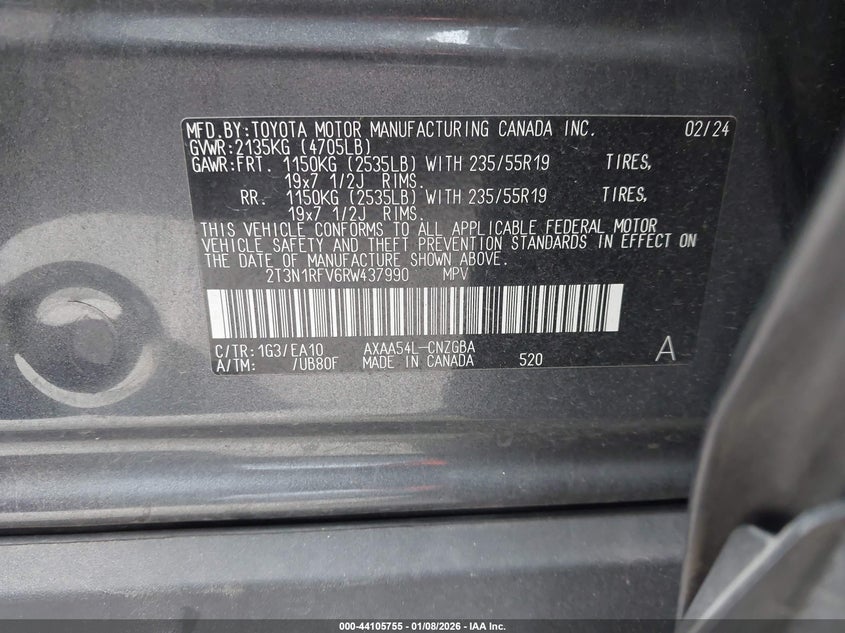 MFD.BY:TOYOTA MOTOR MANUFACTURING CANADA INC. 02/24
GVWR:2135KG (4705LB)
GAWR:FRT. 1150KG (2535LB) WITH 235/55R19 TIRES,
19x7 1/2J RIMS.
RR. 1150KG (2535LB) WITH 235/55R19 TIRES,
19x7 1/2J RIMS.
THIS VEHICLE CONFORMS TO ALL APPLICABLE FEDERAL MOTOR
VEHICLE SAFETY AND THEFT PREVENTION STANDARDS IN EFFECT ON
THE DATE OF MANUFACTURE SHOWN ABOVE.
2T3N1RFV6RW437990 MPV
C/TR:1G3/EA10 AXAA54L-CNZGBA
A/TM: /UB80F MADE IN CANADA 520 A
000-44105755 - 01/08/2026 - IAA Inc.